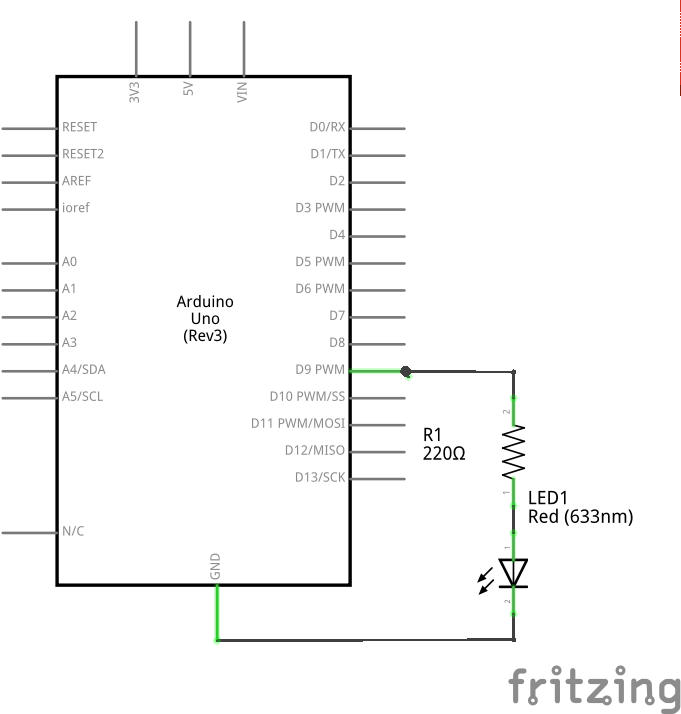 3V3
5V
VIN
RESET
RESET2
AREF
ioref
A0
A1
A2
A3
A4/SDA
A5/SCL
N/C
Arduino
Uno
(Rev3)
D0/RX
D1/TX
D2
D3 PWM
D4
D5 PWM
D6 PWM
D7
D8
D9 PWM
D10 PWM/SS
D11 PWM/MOSI
D12/MISO
D13/SCK
GND
R1
220Ω
2
1
LED1
Red (633nm)
1
2
fritzing